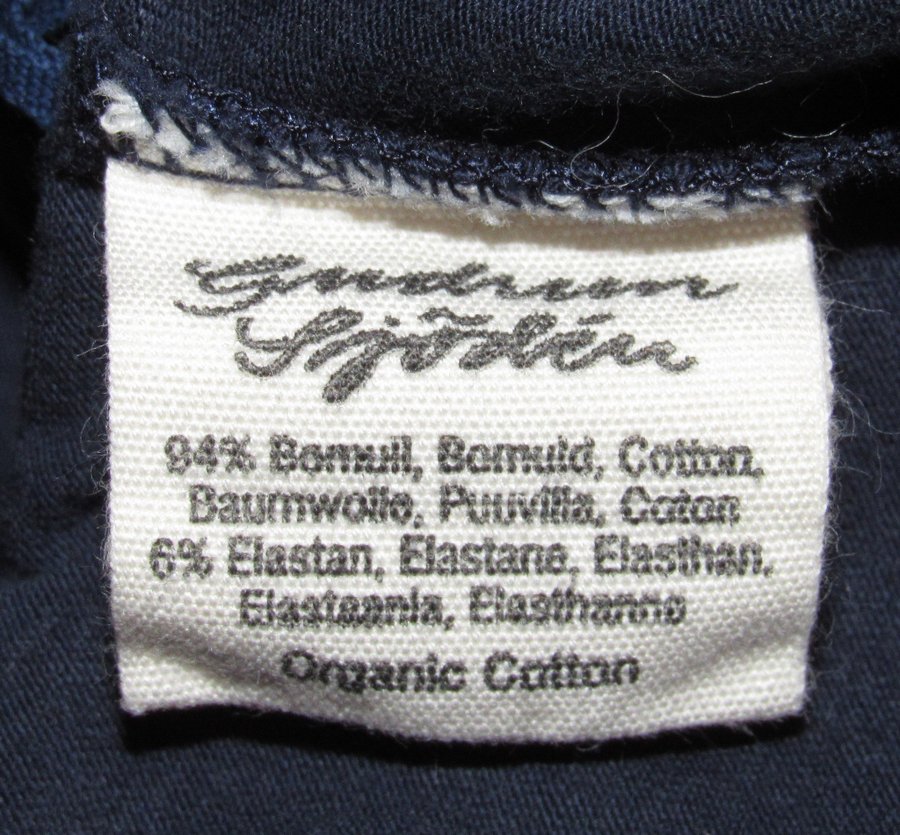 Gudrun
Sjödén
94% Bomull, Bomuld, Cotton,
Baumwolle, Puuvilla, Coton
6% Elastan, Elastane, Elasthan,
Elastaania, Elasthanne
Organic Cotton